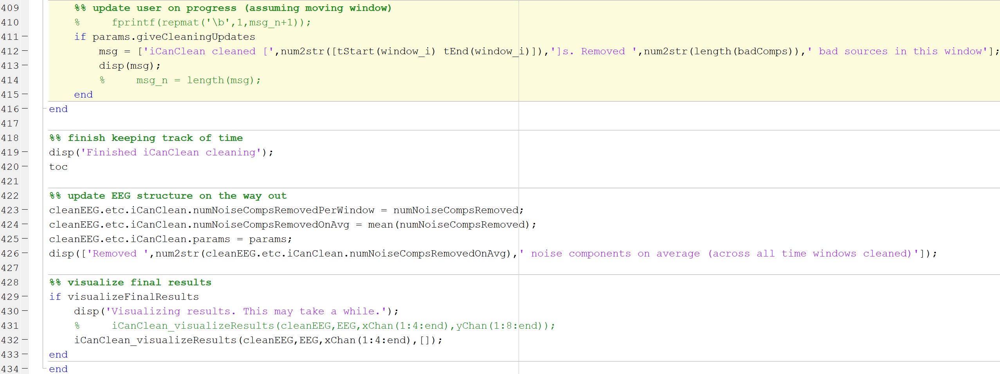 409 %% update user on progress (assuming moving window)
410 %     fprintf(repmat('\b',1,msg_n+1));
411 if params.giveCleaningUpdates
412 msg = ['iCanClean cleaned [',num2str([tStart(window_i) tEnd(window_i)]),']s. Removed ',num2str(length(badComps)),' bad sources in this window'];
413 disp(msg);
414 %     msg_n = length(msg);
415 end
416 end
417
418 %% finish keeping track of time
419 disp('Finished iCanClean cleaning');
420 toc
421
422 %% update EEG structure on the way out
423 cleanEEG.etc.iCanClean.numNoiseCompsRemovedPerWindow = numNoiseCompsRemoved;
424 cleanEEG.etc.iCanClean.numNoiseCompsRemovedOnAvg = mean(numNoiseCompsRemoved);
425 cleanEEG.etc.iCanClean.params = params;
426 disp(['Removed ',num2str(cleanEEG.etc.iCanClean.numNoiseCompsRemovedOnAvg),' noise components on average (across all time windows cleaned)']);
427
428 %% visualize final results
429 if visualizeFinalResults
430 disp('Visualizing results. This may take a while.');
431 %     iCanClean_visualizeResults(cleanEEG,EEG,xChan(1:4:end),yChan(1:8:end));
432 iCanClean_visualizeResults(cleanEEG,EEG,xChan(1:4:end),[]);
433 end
434 end